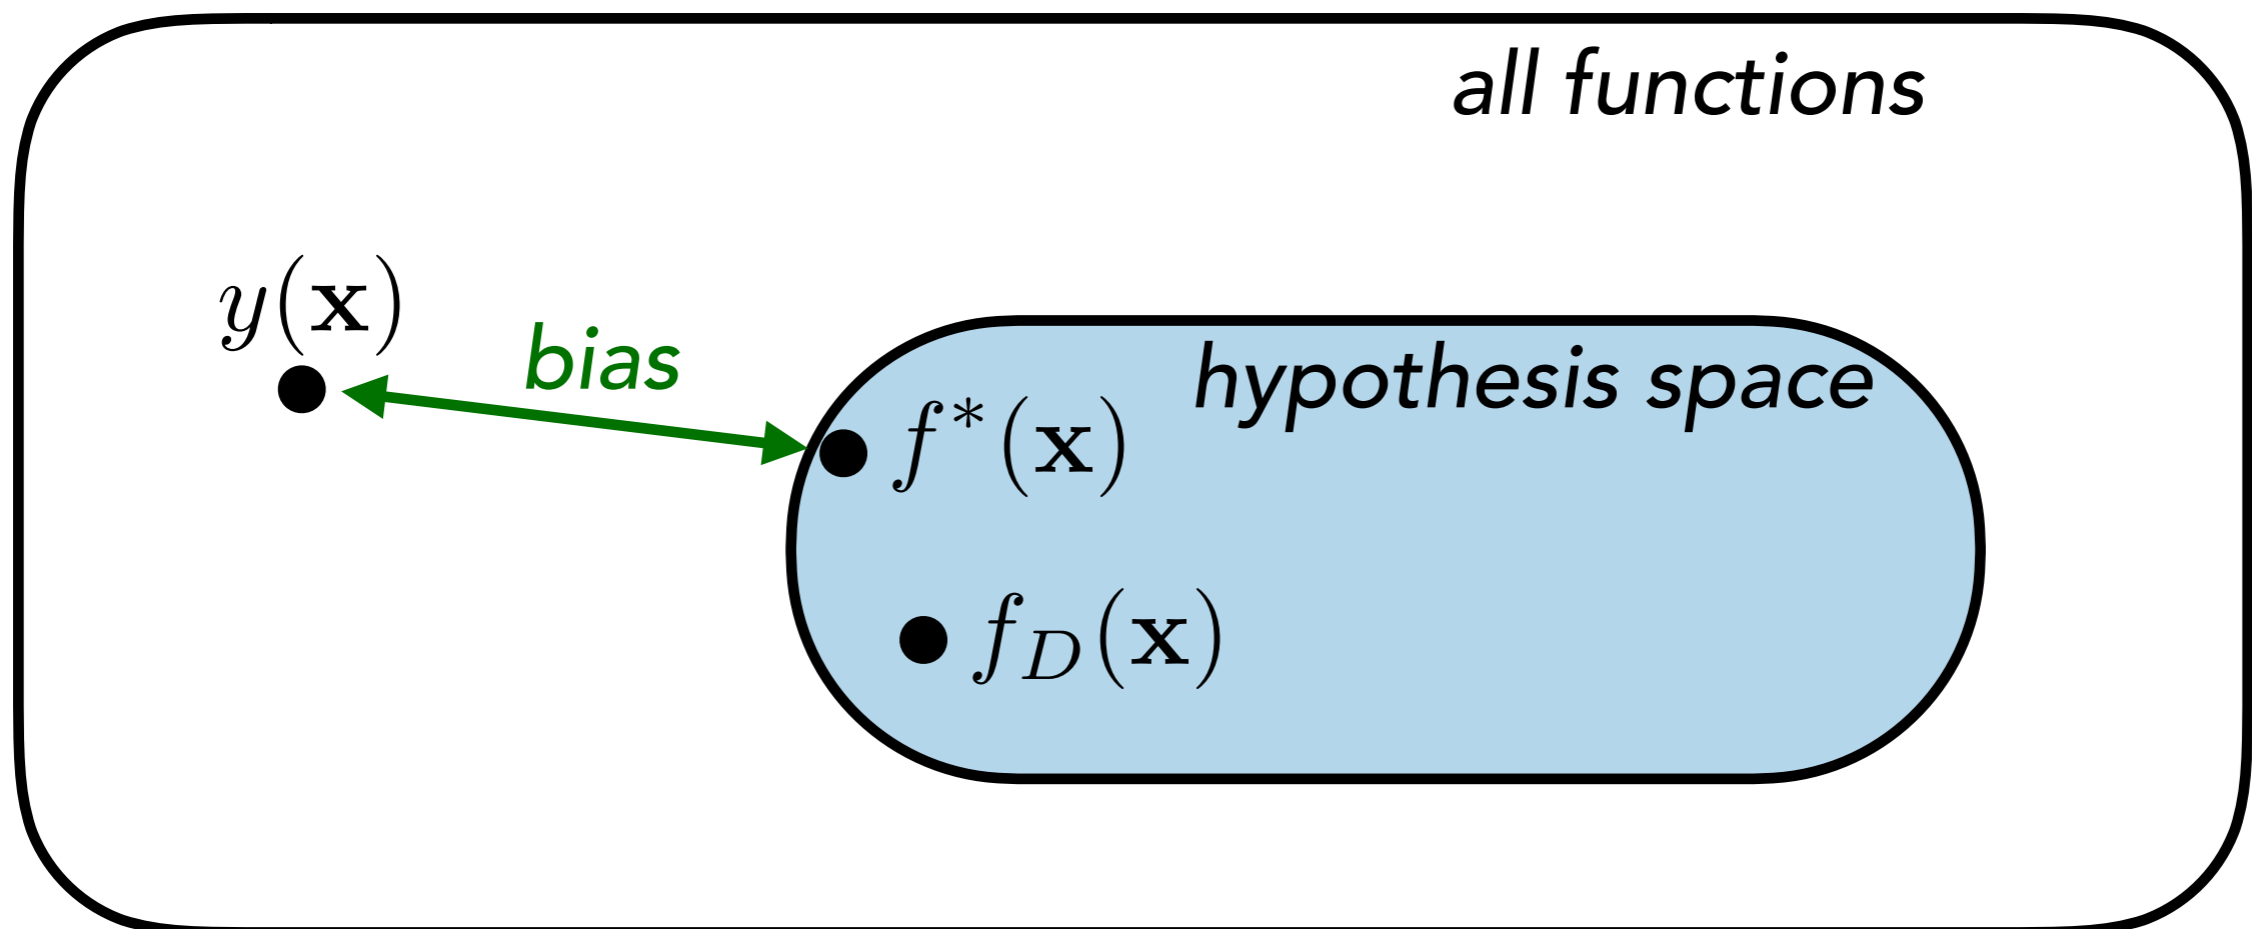 all functions
y(x)
bias
hypothesis space
f*(x)
f_D(x)